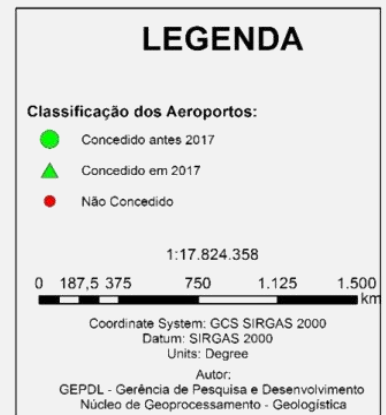 LEGENDA
Classificação dos Aeroportos:
Concedido antes 2017
Concedido em 2017
Não Concedido
1:17.824.358
0 187,5 375 750 1.125 1.500
km
Coordinate System: GCS SIRGAS 2000
Datum: SIRGAS 2000
Units: Degree
Autor:
GEPDL - Gerência de Pesquisa e Desenvolvimento
Núcleo de Geoprocessamento - Geologística